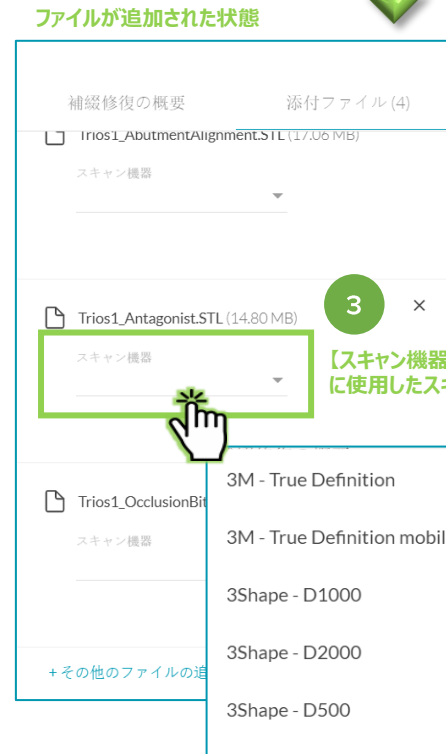 ファイルが追加された状態
補綴修復の概要
添付ファイル (4)
Trios1_AbutmentAlignment.STL (17.06 MB)
スキャン機器
3
×
Trios1_Antagonist.STL (14.80 MB)
スキャン機器
【スキャン機器
に使用したス
Trios1_OcclusionBit
スキャン機器
+ その他のファイルの追
3M - True Definition
3M - True Definition mobil
3Shape - D1000
3Shape - D2000
3Shape - D500